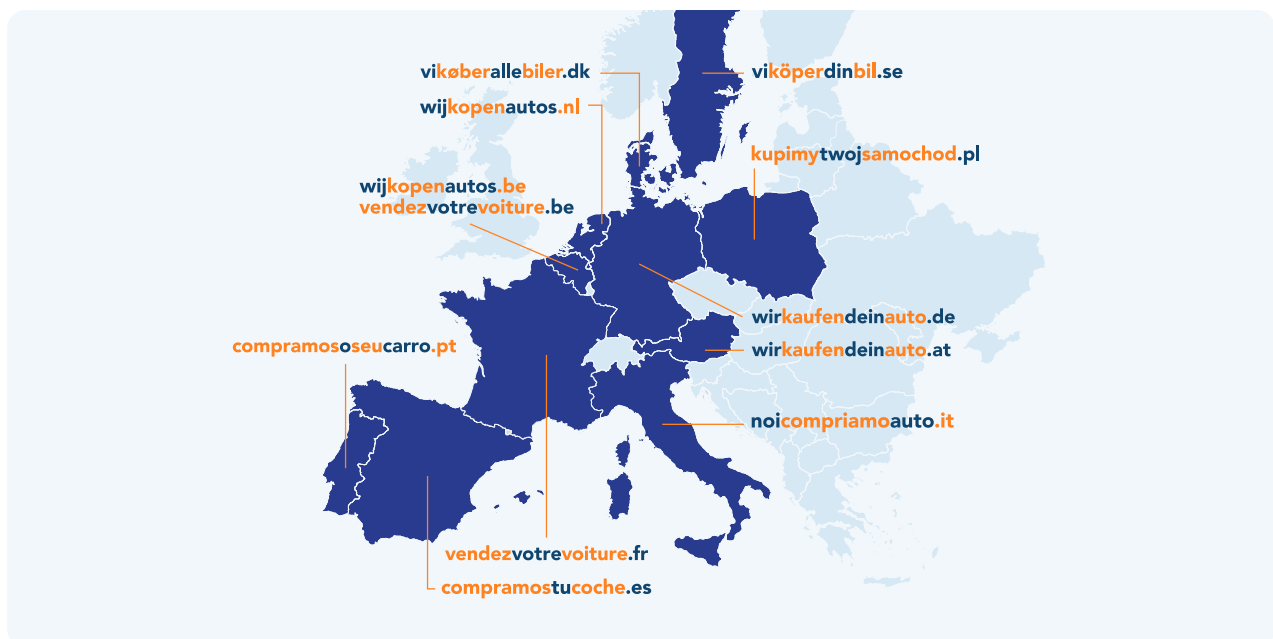 vikøberallebiler.dk
viköperdinbil.se
wijkopenautos.nl
kupimytwojsamochod.pl
wijkopenautos.be
vendezvotrevoiture.be
wirkaufendeinauto.de
compramososeucarro.pt
wirkaufendeinauto.at
noicompriamoauto.it
vendezvotrevoiture.fr
compramostucoche.es